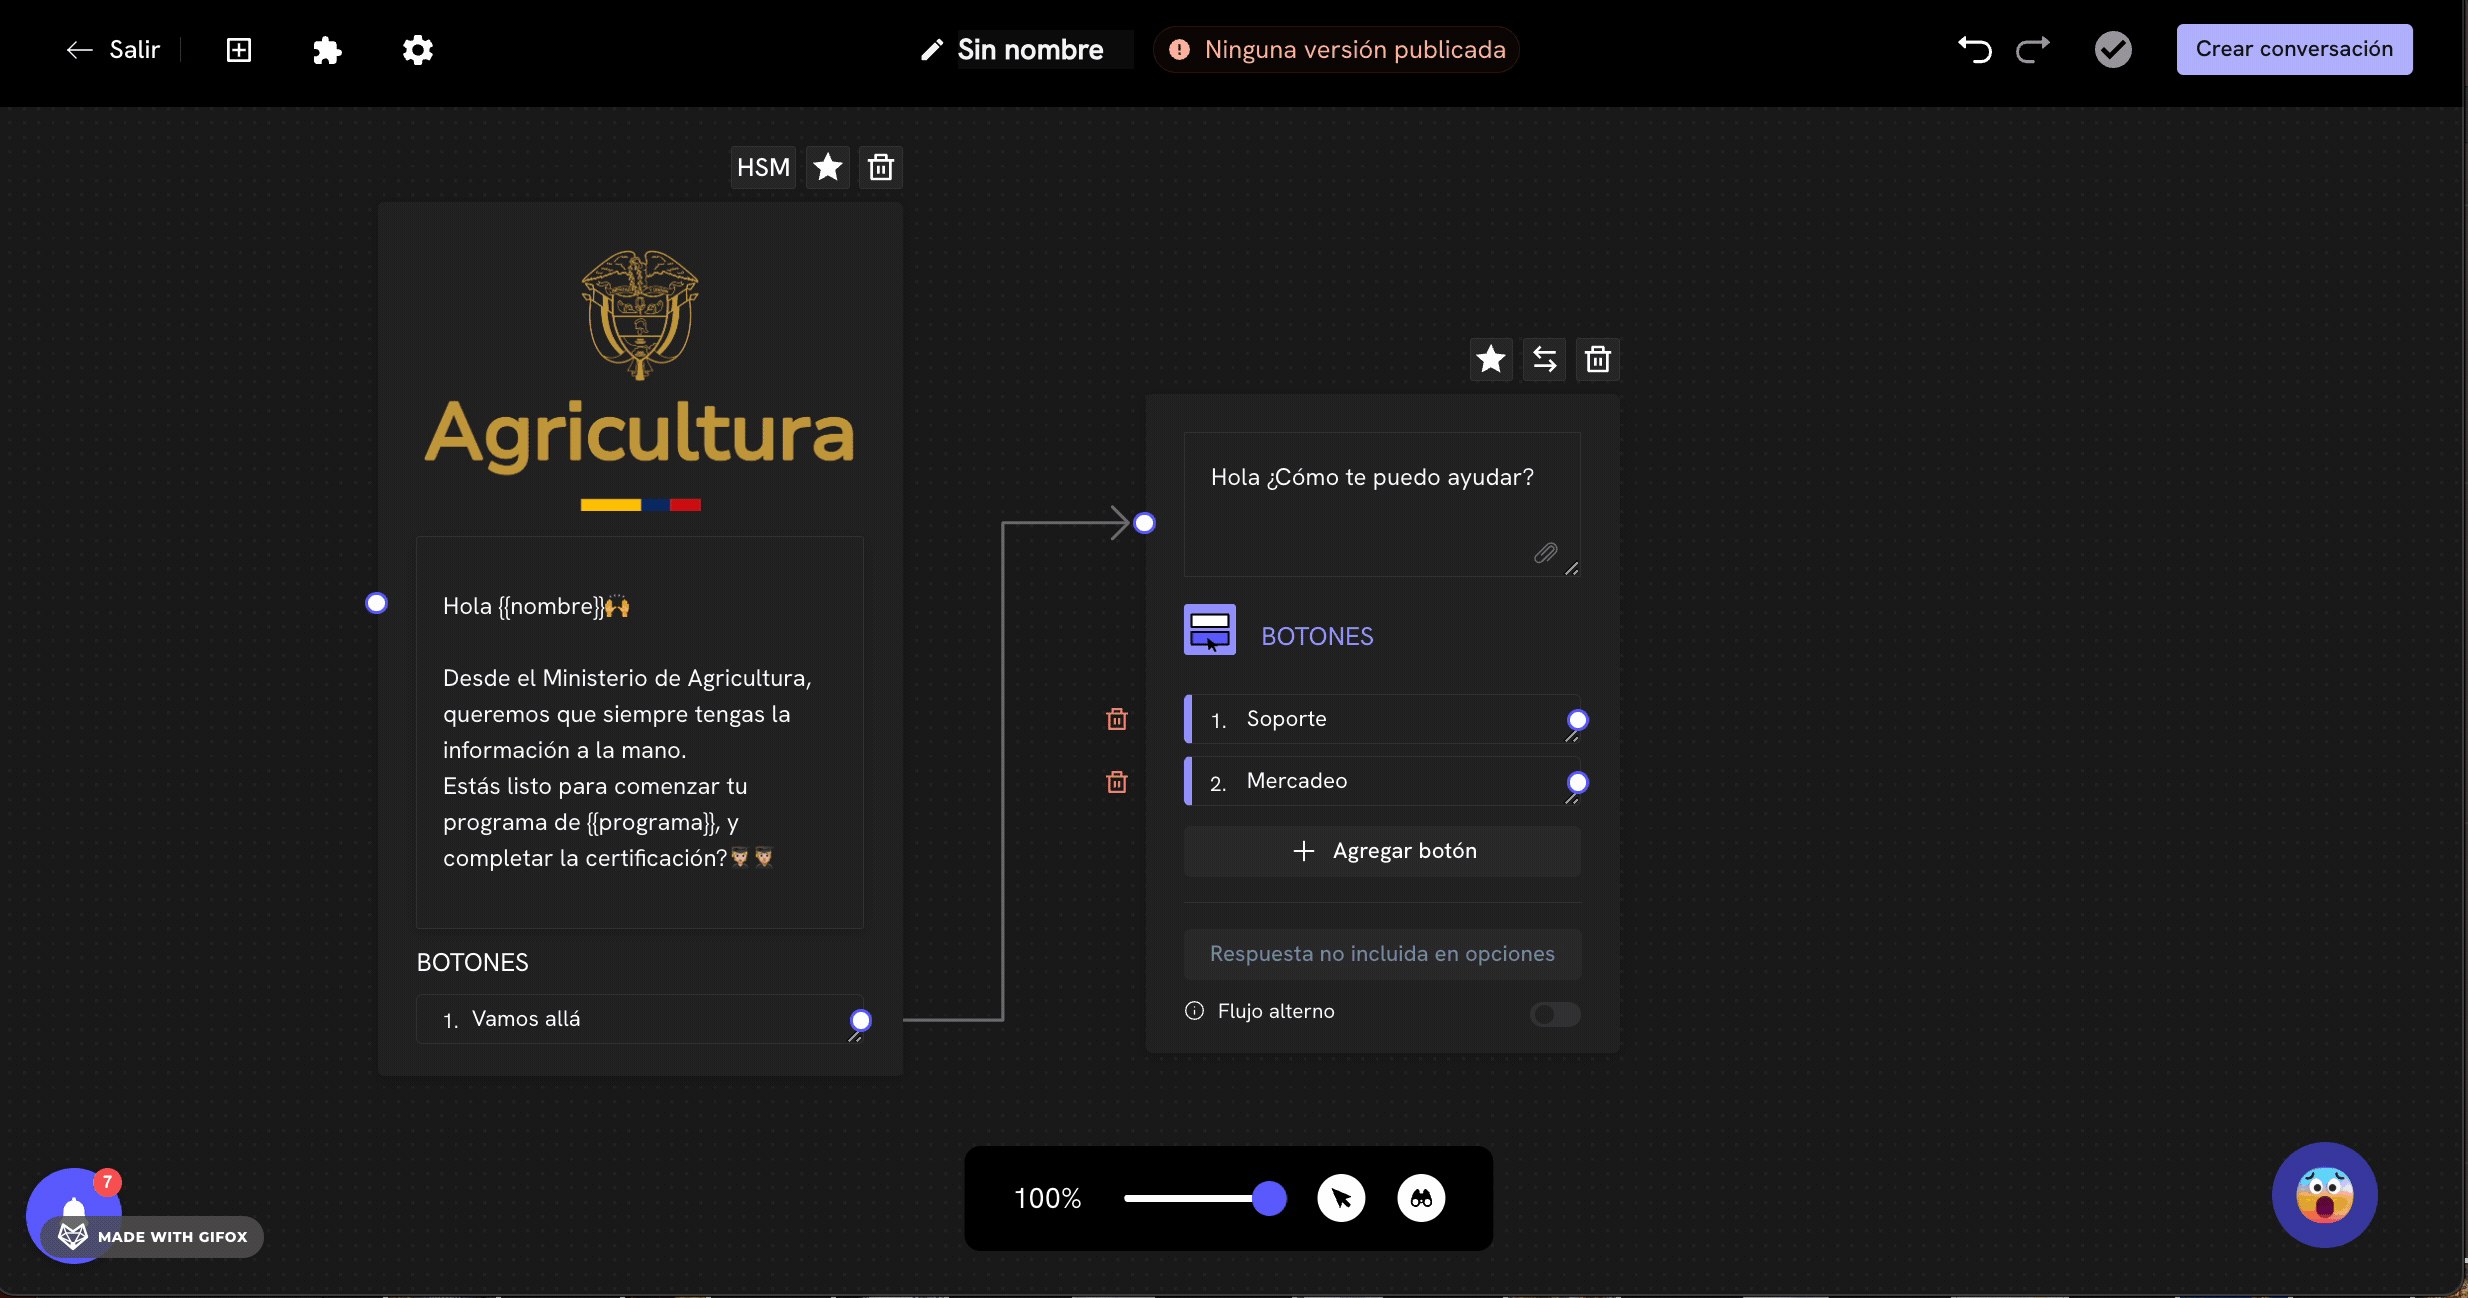 Salir
Sin nombre
Ninguna versión publicada
Crear conversación
HSM
Agricultura
Hola {{nombre}}🙌
Desde el Ministerio de Agricultura,
queremos que siempre tengas la
información a la mano.
Estás listo para comenzar tu
programa de {{programa}}, y
completar la certificación?👨🏼‍🎓👨🏼‍🎓
BOTONES
1. Vamos allá
Hola ¿Cómo te puedo ayudar?
BOTONES
1. Soporte
2. Mercadeo
+ Agregar botón
Respuesta no incluida en opciones
Flujo alterno
100%
7
MADE WITH GIFOX